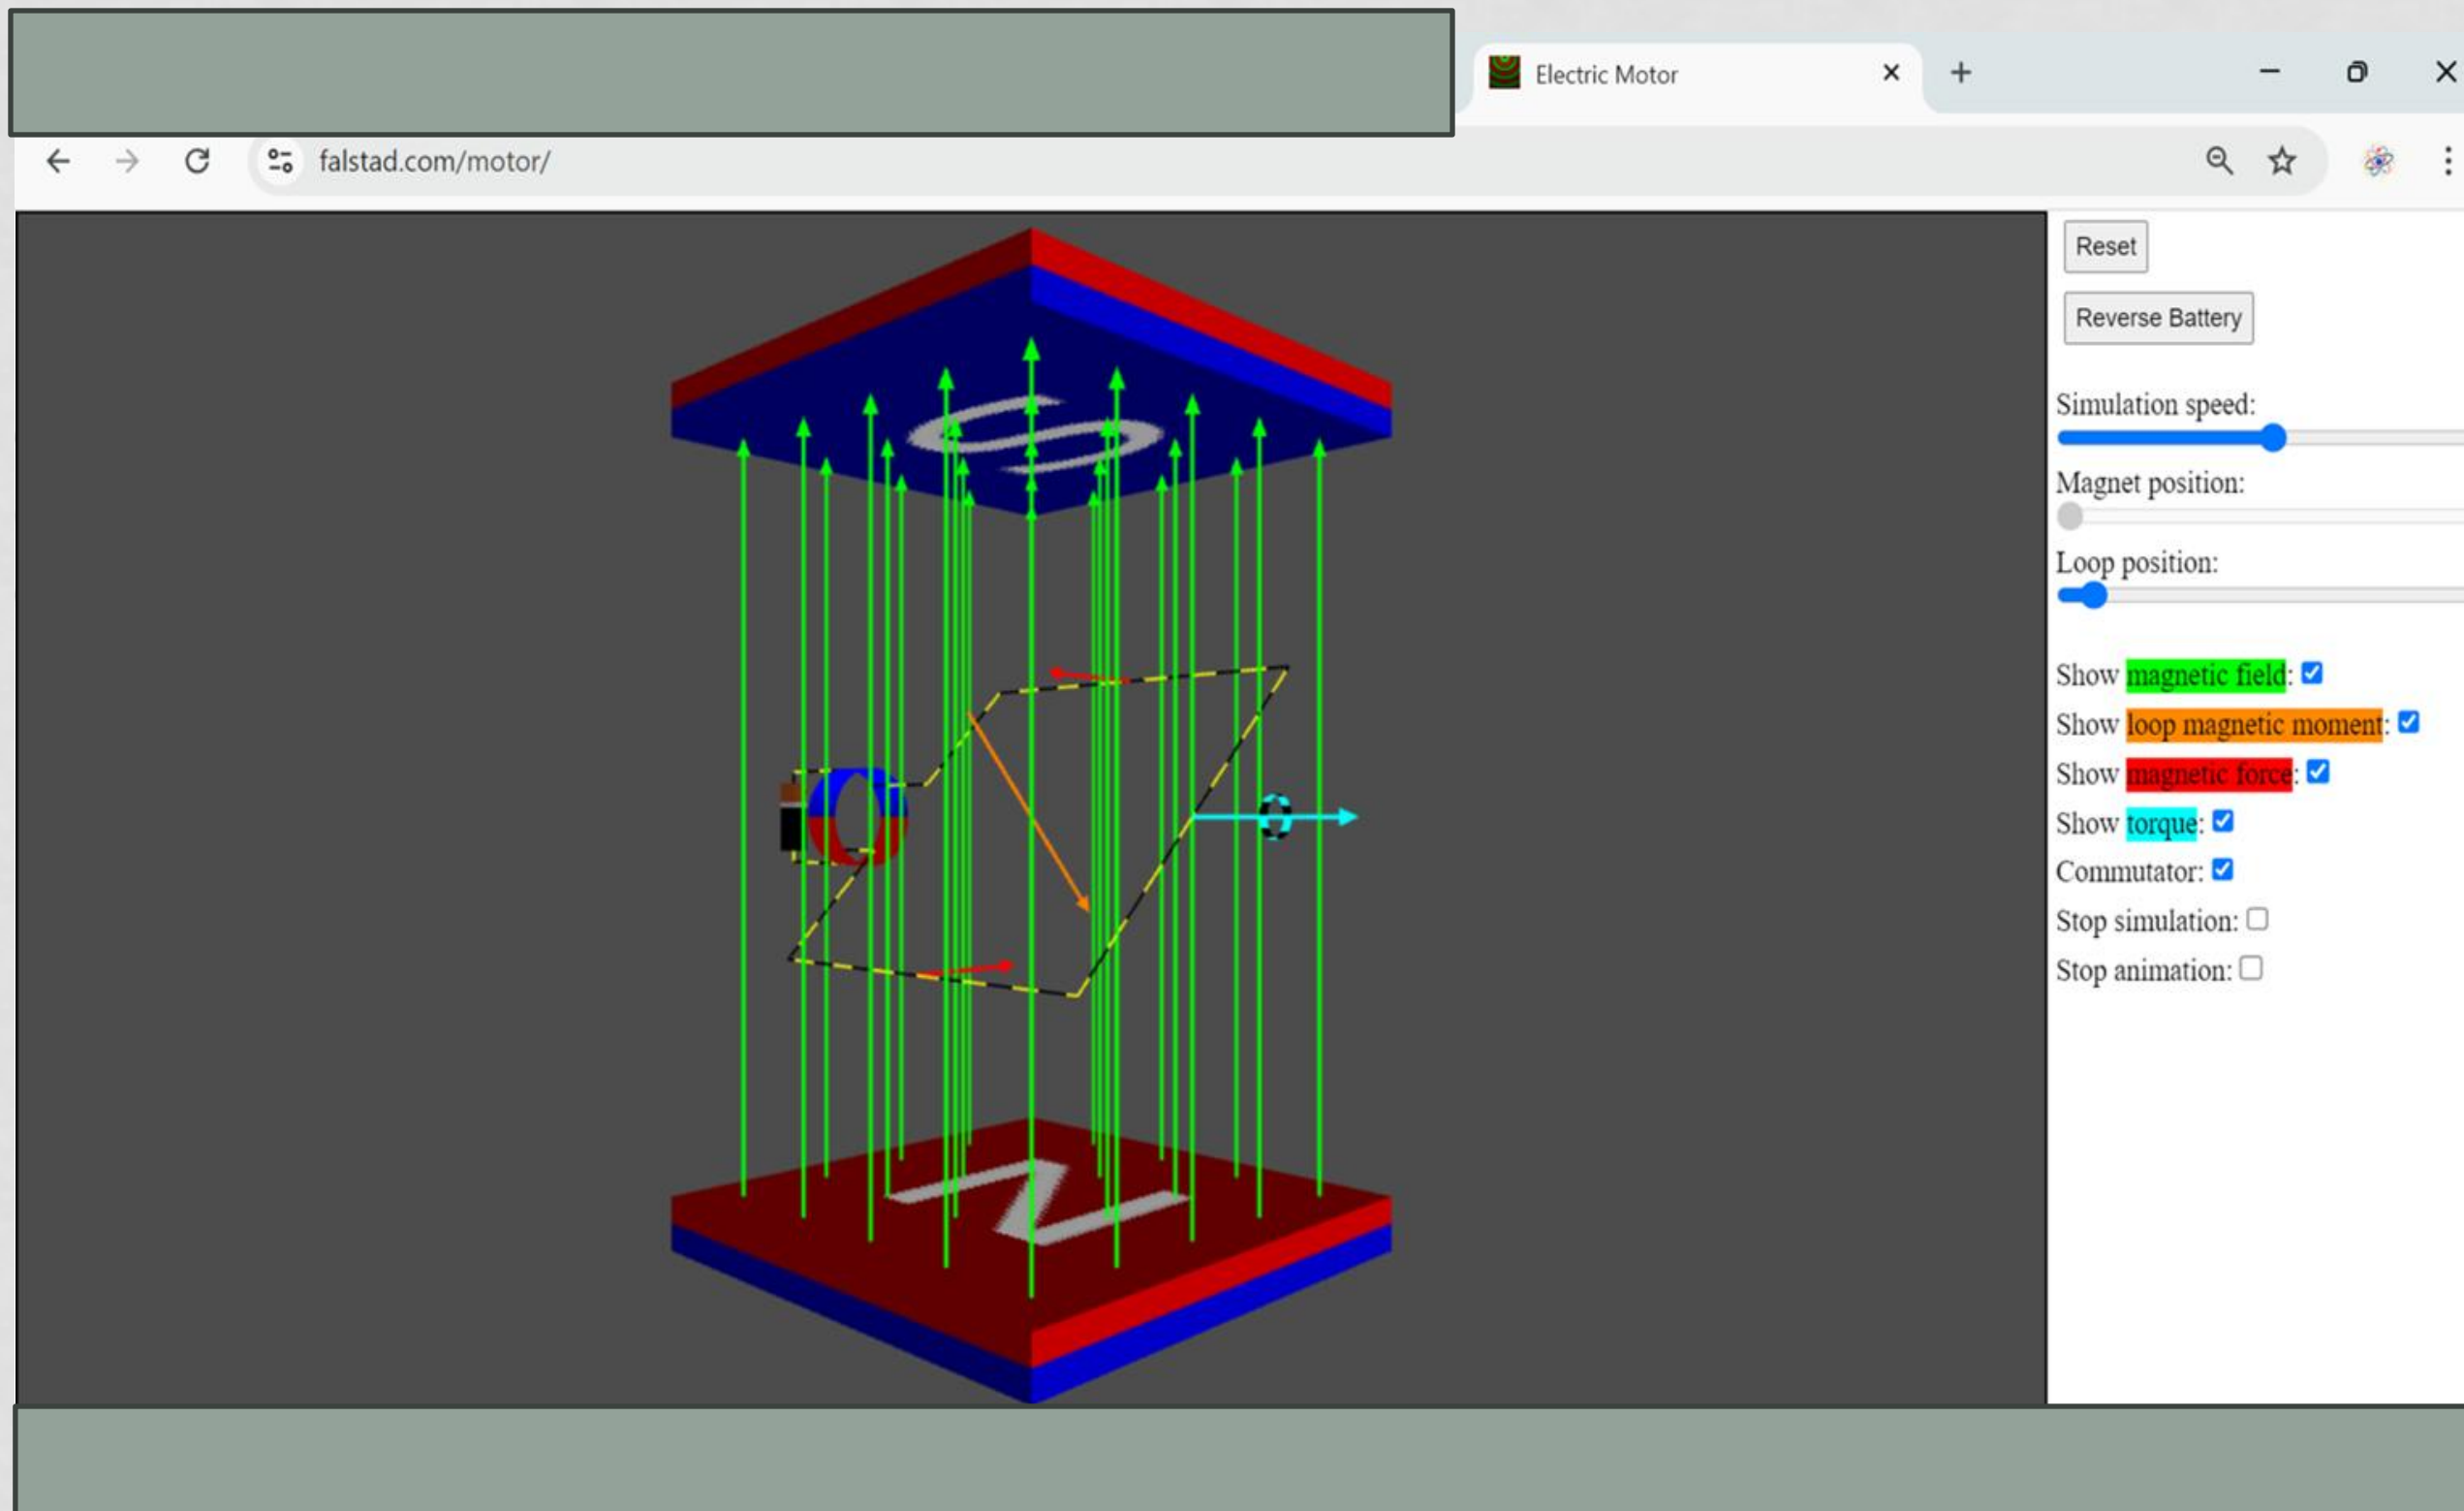 Electric Motor
falstad.com/motor/
Reset
Reverse Battery
Simulation speed:
Magnet position:
Loop position:
Show magnetic field:
Show loop magnetic moment:
Show magnetic force:
Show torque:
Commutator:
Stop simulation:
Stop animation:
S
N